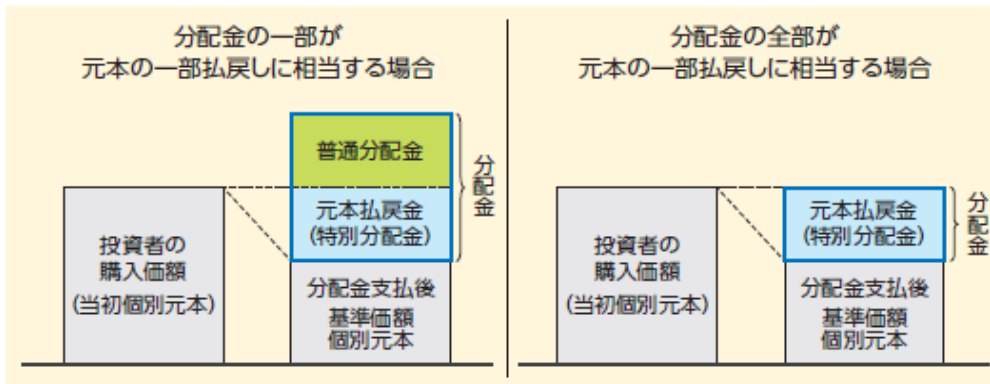 分配金の一部が
元本の一部払戻しに相当する場合
普通分配金
元本払戻金
(特別分配金)
分配金
投資者の
購入価額
(当初個別元本)
分配金支払後
基準価額
個別元本
分配金の全部が
元本の一部払戻しに相当する場合
元本払戻金
(特別分配金)
分配金
投資者の
購入価額
(当初個別元本)
分配金支払後
基準価額
個別元本